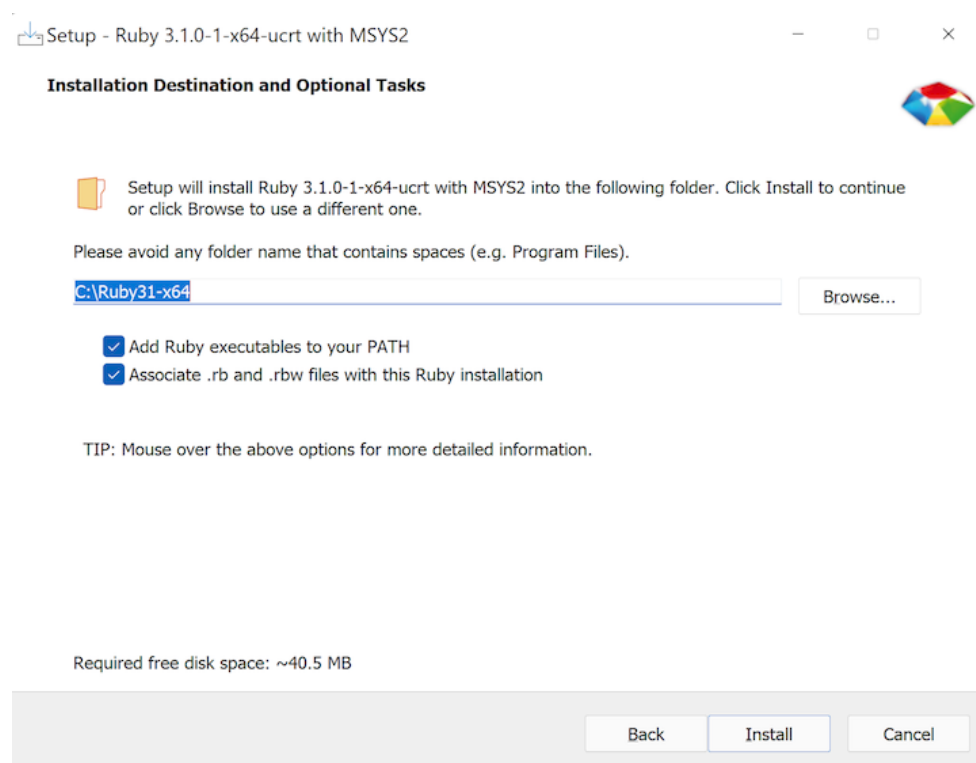 Setup - Ruby 3.1.0-1-x64-ucrt with MSYS2
Installation Destination and Optional Tasks
Setup will install Ruby 3.1.0-1-x64-ucrt with MSYS2 into the following folder. Click Install to continue
or click Browse to use a different one.
Please avoid any folder name that contains spaces (e.g. Program Files).
C:\Ruby31-x64
Browse...
Add Ruby executables to your PATH
Associate .rb and .rbw files with this Ruby installation
TIP: Mouse over the above options for more detailed information.
Required free disk space: ~40.5 MB
Back Install Cancel